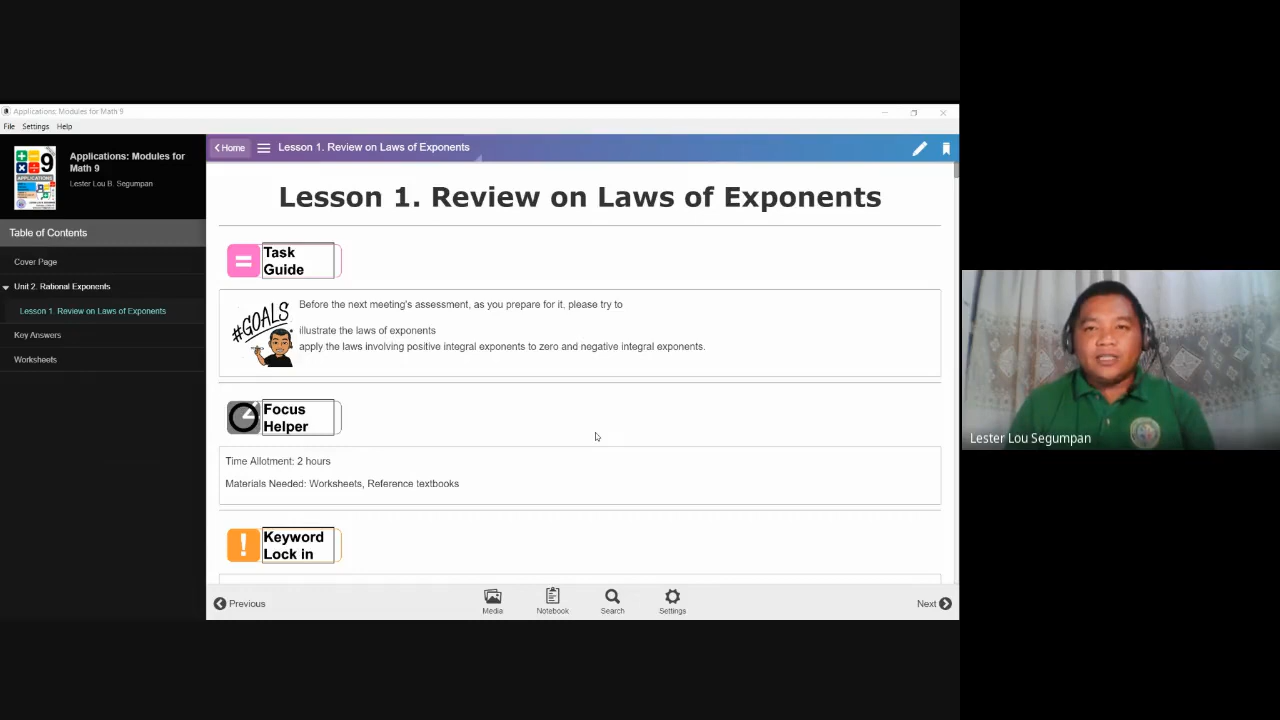 Applications: Modules for Math 9
File Settings Help
Applications: Modules for
Math 9
Lester Lou B. Segumpan
Table of Contents
Cover Page
Unit 2. Rational Exponents
Lesson 1. Review on Laws of Exponents
Key Answers
Worksheets
Home
Lesson 1. Review on Laws of Exponents
Lesson 1. Review on Laws of Exponents
Task
Guide
#GOALS
Before the next meeting's assessment, as you prepare for it, please try to
illustrate the laws of exponents
apply the laws involving positive integral exponents to zero and negative integral exponents.
Focus
Helper
Time Allotment: 2 hours
Materials Needed: Worksheets, Reference textbooks
Keyword
Lock in
Previous
Media
Notebook
Search
Settings
Next
Lester Lou Segumpan